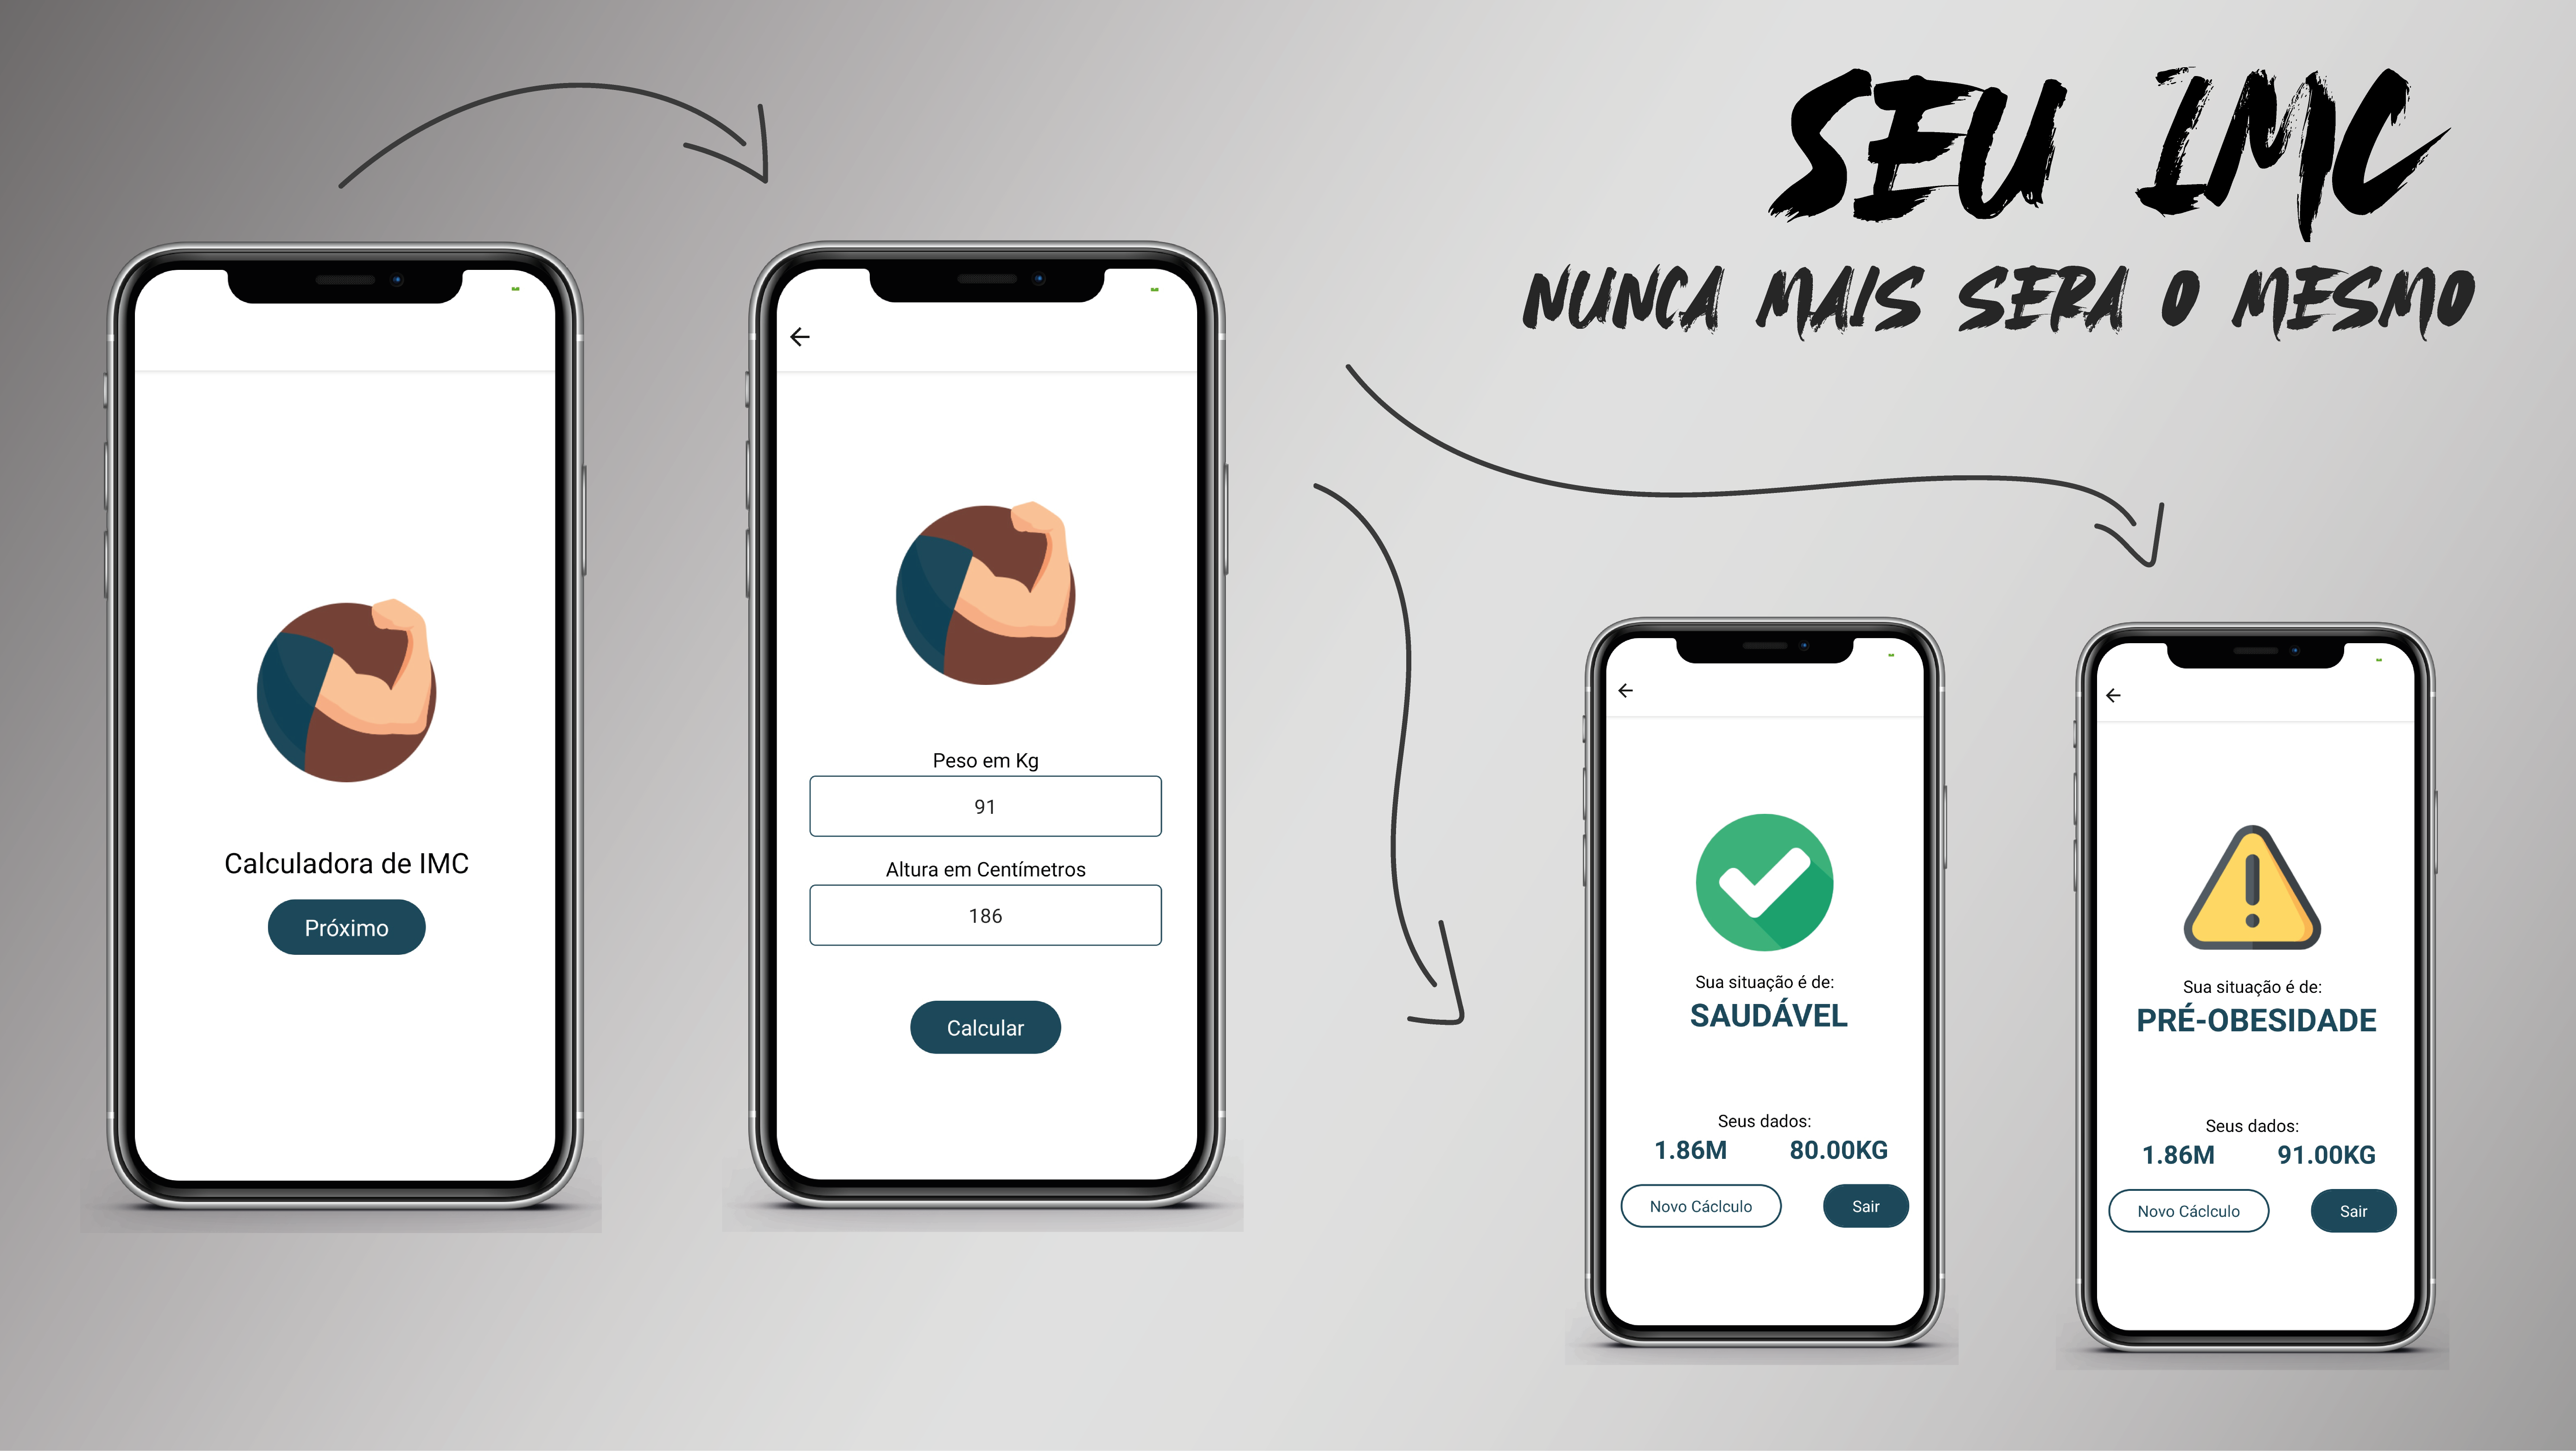 SEU IMC
NUNCA MAIS SERA O MESMO
Calculadora de IMC
Próximo
Peso em Kg
91
Altura em Centímetros
186
Calcular
Sua situação é de:
SAUDÁVEL
Seus dados:
1.86M 80.00KG
Novo Cáclculo Sair
Sua situação é de:
PRÉ-OBESIDADE
Seus dados:
1.86M 91.00KG
Novo Cáclculo Sair